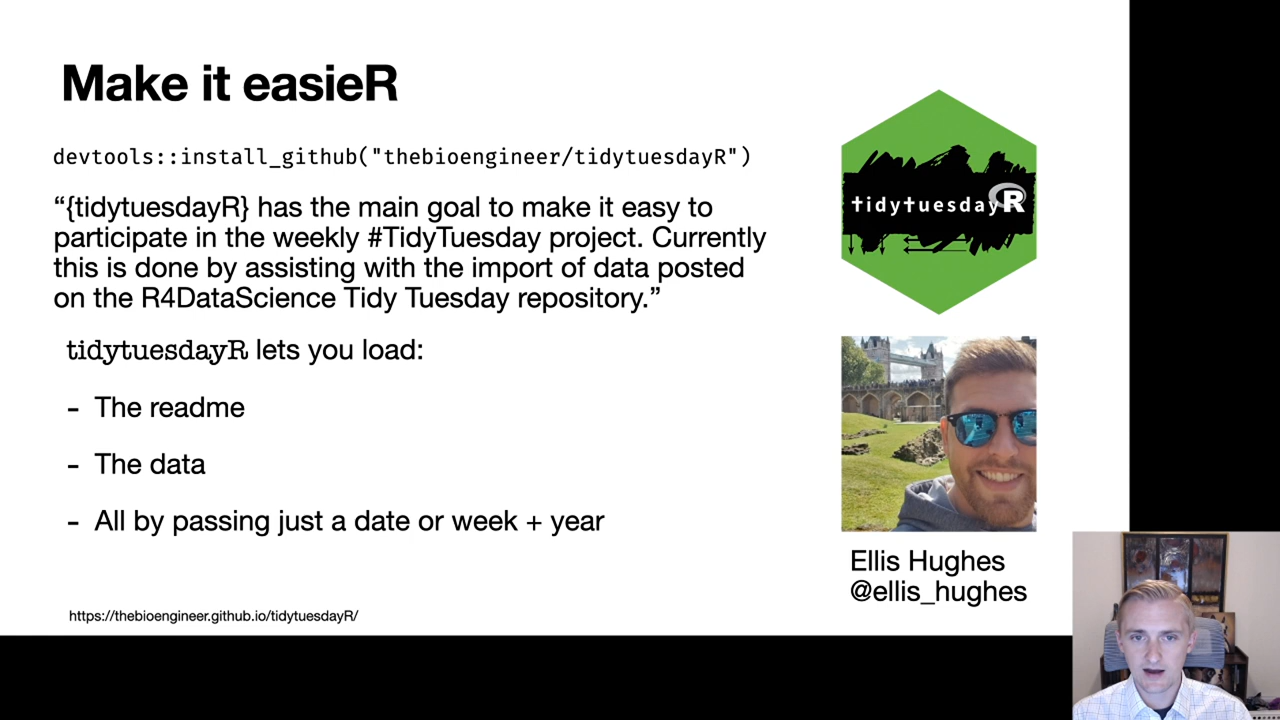 Make it easieR
devtools::install_github("thebioengineer/tidytuesdayR")
“{tidytuesdayR} has the main goal to make it easy to
participate in the weekly #TidyTuesday project. Currently
this is done by assisting with the import of data posted
on the R4DataScience Tidy Tuesday repository.”
tidytuesdayR lets you load:
- The readme
- The data
- All by passing just a date or week + year
https://thebioengineer.github.io/tidytuesdayR/
tidytuesdayR
Ellis Hughes
@ellis_hughes